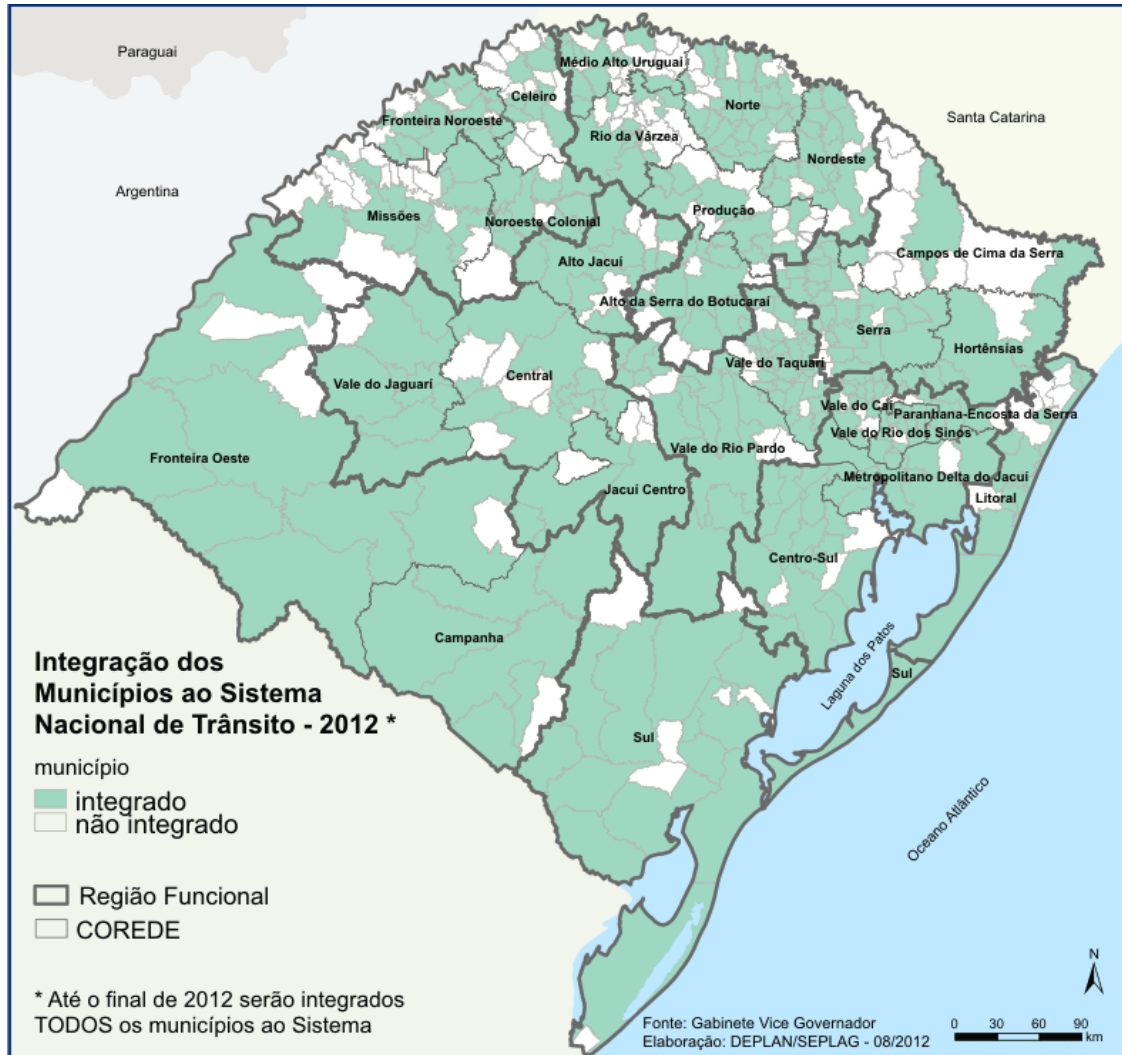 Paraguai
Médio Alto Uruguai
Celeiro
Norte
Fronteira Noroeste
Rio da Várzea
Santa Catarina
Nordeste
Argentina
Missões
Produção
Noroeste Colonial
Campos de Cima da Serra
Alto Jacuí
Alto da Serra do Botucaraí
Serra
Hortênsias
Vale do Taquari
Central
Vale do Jaguari
Vale do Caí
Paranhana-Encosta da Serra
Vale do Rio dos Sinos
Vale do Rio Pardo
Fronteira Oeste
Metropolitano Delta do Jacuí
Jacuí Centro
Litoral
Centro-Sul
Campanha
Laguna dos Patos
Sul
Sul
Oceano Atlântico
Integração dos
Municípios ao Sistema
Nacional de Trânsito - 2012 *
município
integrado
não integrado
Região Funcional
COREDE
* Até o final de 2012 serão integrados
TODOS os municípios ao Sistema
Fonte: Gabinete Vice Governador
Elaboração: DEPLAN/SEPLAG - 08/2012
N
0 30 60 90
km